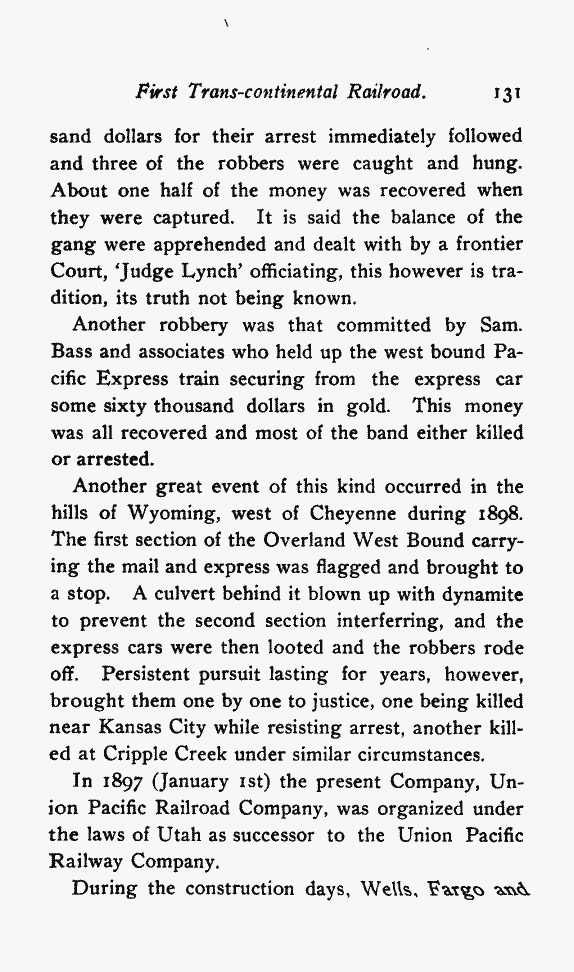 First Trans-continental Railroad. 131
sand dollars for their arrest immediately followed
and three of the robbers were caught and hung.
About one half of the money was recovered when
they were captured. It is said the balance of the
gang were apprehended and dealt with by a frontier
Court, ‘Judge Lynch’ officiating, this however is tra-
dition, its truth not being known.
Another robbery was that committed by Sam.
Bass and associates who held up the west bound Pa-
cific Express train securing from the express car
some sixty thousand dollars in gold. This money
was all recovered and most of the band either killed
or arrested.
Another great event of this kind occurred in the
hills of Wyoming, west of Cheyenne during 1898.
The first section of the Overland West Bound carry-
ing the mail and express was flagged and brought to
a stop. A culvert behind it blown up with dynamite
to prevent the second section interferring, and the
express cars were then looted and the robbers rode
off. Persistent pursuit lasting for years, however,
brought them one by one to justice, one being killed
near Kansas City while resisting arrest, another kill-
ed at Cripple Creek under similar circumstances.
In 1897 (January 1st) the present Company, Un-
ion Pacific Railroad Company, was organized under
the laws of Utah as successor to the Union Pacific
Railway Company.
During the construction days, Wells, Fargo and